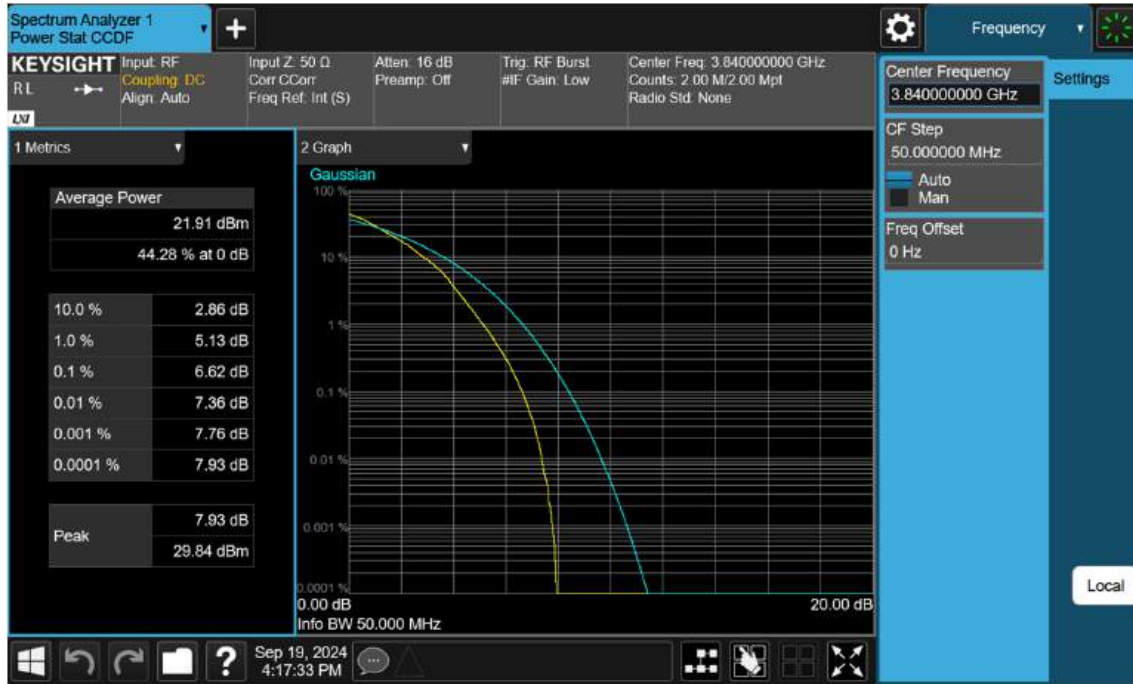 Spectrum Analyzer 1
Power Stat CCDF
Frequency
KEYSIGHT
RL
LXI
Input: RF
Coupling: DC
Align: Auto
Input Z: 50 Ω
Corr CCorr
Freq Ref: Int (S)
Atten: 16 dB
Preamp: Off
Trig: RF Burst
#IF Gain: Low
Center Freq: 3.840000000 GHz
Counts: 2.00 M/2.00 Mpt
Radio Std: None
Center Frequency
3.840000000 GHz
Settings
CF Step
50.000000 MHz
Auto
Man
Freq Offset
0 Hz
1 Metrics
Average Power
21.91 dBm
44.28 % at 0 dB
10.0 % 2.86 dB
1.0 % 5.13 dB
0.1 % 6.62 dB
0.01 % 7.36 dB
0.001 % 7.76 dB
0.0001 % 7.93 dB
Peak
7.93 dB
29.84 dBm
2 Graph
Gaussian
100 %
10 %
1 %
0.1 %
0.01 %
0.001 %
0.0001 %
0.00 dB 20.00 dB
Info BW 50.000 MHz
Local
?
Sep 19, 2024
4:17:33 PM